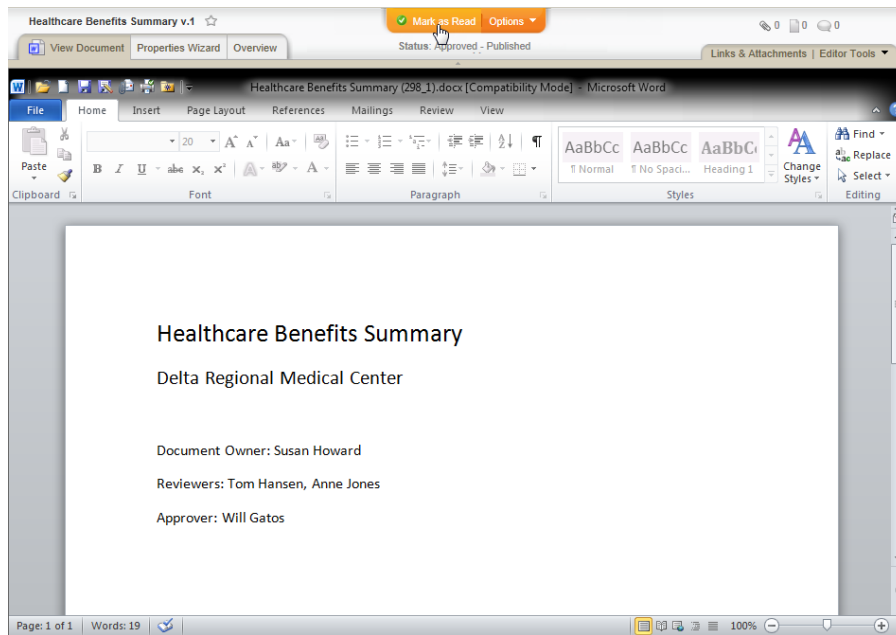 Healthcare Benefits Summary v.1
Mark as Read Options
0 0 0
View Document Properties Wizard Overview
Status: Approved - Published
Links & Attachments | Editor Tools
Healthcare Benefits Summary (298_1).docx [Compatibility Mode] - Microsoft Word
File Home Insert Page Layout References Mailings Review View
Paste
20
AaBbCc AaBbCc AaBbC
¶ Normal ¶ No Spaci... Heading 1
Change Styles
Find
Replace
Select
Clipboard Font Paragraph Styles Editing
Healthcare Benefits Summary
Delta Regional Medical Center
Document Owner: Susan Howard
Reviewers: Tom Hansen, Anne Jones
Approver: Will Gatos
Page: 1 of 1 Words: 19 100%